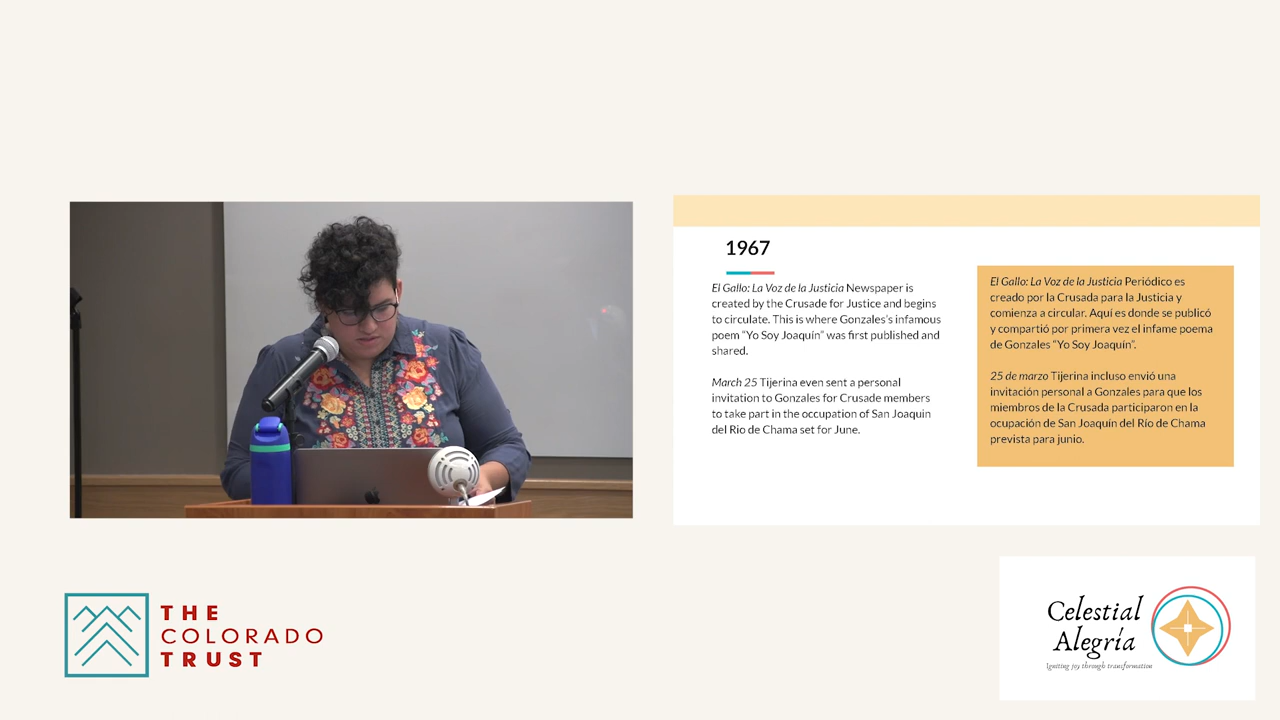 1967
El Gallo: La Voz de la Justicia Newspaper is
created by the Crusade for Justice and begins
to circulate. This is where Gonzales's infamous
poem "Yo Soy Joaquín" was first published and
shared.
March 25 Tijerina even sent a personal
invitation to Gonzales for Crusade members
to take part in the occupation of San Joaquin
del Rio de Chama set for June.
El Gallo: La Voz de la Justicia Periódico es
creado por la Crusada para la Justicia y
comienza a circular. Aquí es donde se publicó
y compartió por primera vez el infame poema
de Gonzales "Yo Soy Joaquín".
25 de marzo Tijerina incluso envió una
invitación personal a Gonzales para que los
miembros de la Crusada participaron en la
ocupación de San Joaquín del Río de Chama
prevista para junio.
THE
COLORADO
TRUST
Celestial
Alegría
Igniting joy through transformation